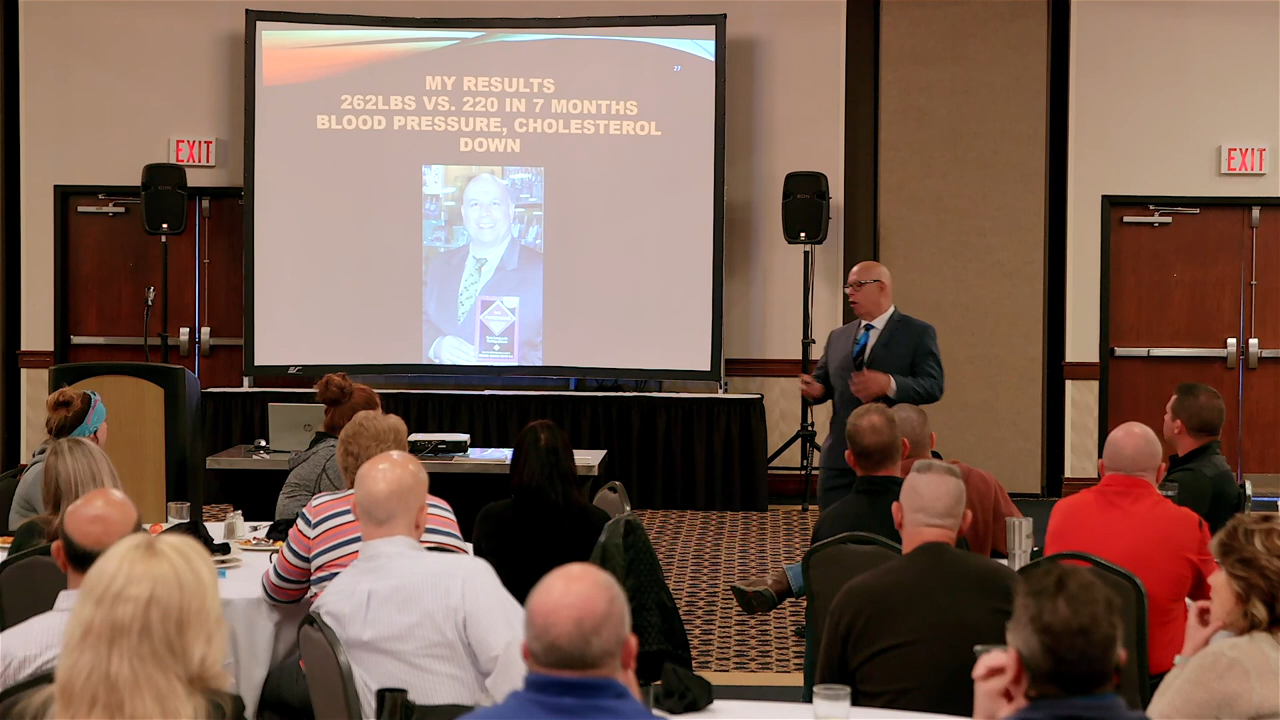 27
MY RESULTS
262LBS VS. 220 IN 7 MONTHS
BLOOD PRESSURE, CHOLESTEROL
DOWN
EXIT
EXIT